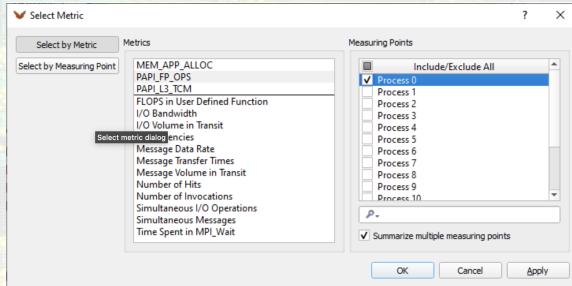 Select Metric
?
Select by Metric
Select by Measuring Point
Metrics
MEM_APP_ALLOC
PAPI_FP_OPS
PAPI_L3_TCM
FLOPS in User Defined Function
I/O Bandwidth
I/O Volume in Transit
Select metric dialog
encies
Message Data Rate
Message Transfer Times
Message Volume in Transit
Number of Hits
Number of Invocations
Simultaneous I/O Operations
Simultaneous Messages
Time Spent in MPI_Wait
Measuring Points
Include/Exclude All
Process 0
Process 1
Process 2
Process 3
Process 4
Process 5
Process 6
Process 7
Process 8
Process 9
Process 10
Summarize multiple measuring points
OK
Cancel
Apply